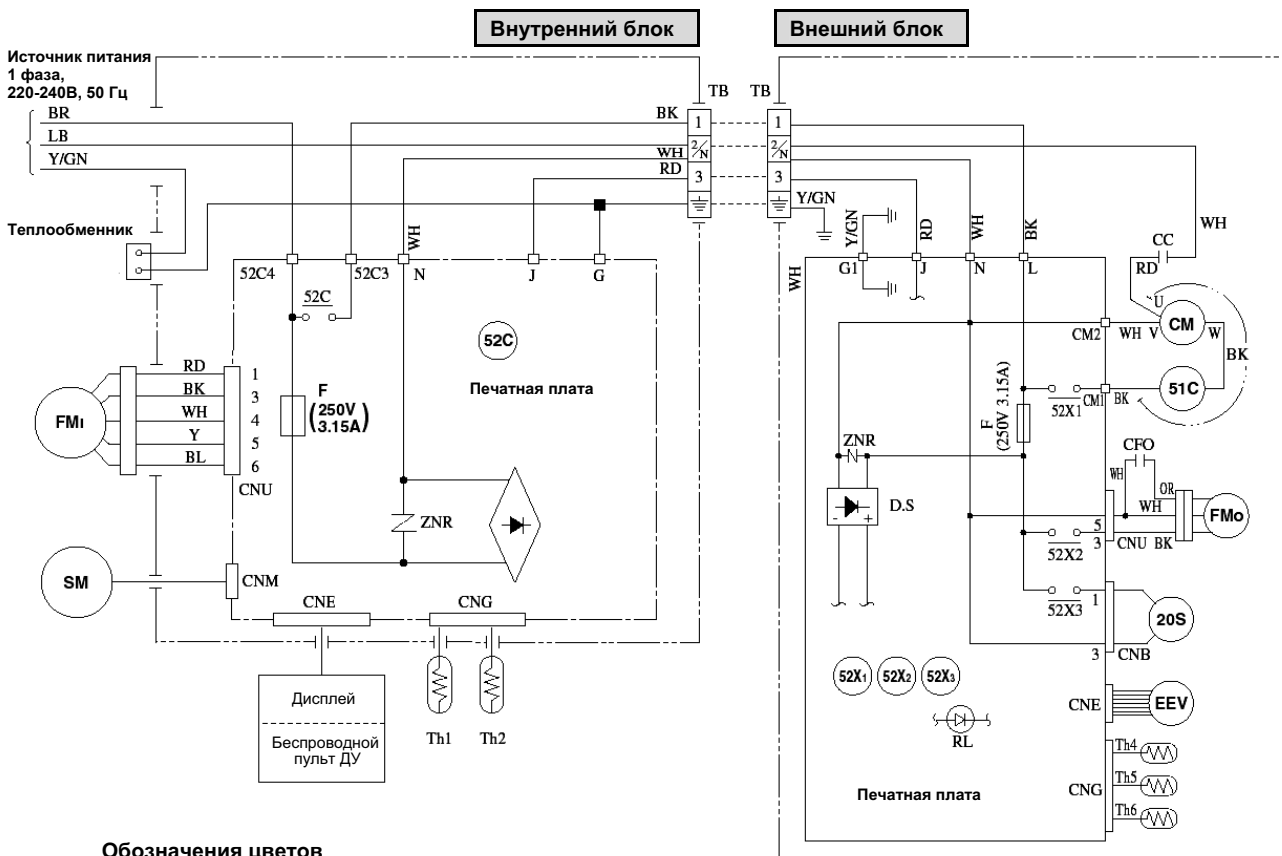 Внутренний блок
Внешний блок
Источник питания
1 фаза,
220-240В, 50 Гц
BR
LB
Y/GN
Теплообменник
TB
TB
BK
WH
RD
1
2/N
3
1
2/N
3
Y/GN
WH
52C4
52C3
N
J
G
52C
52C
Печатная плата
F
(250V
3.15A)
ZNR
FMI
RD
BK
WH
Y
BL
1
3
4
5
6
CNU
SM
CNM
CNE
CNG
Дисплей
Беспроводной
пульт ДУ
Th1
Th2
WH
Y/GN
RD
WH
BK
G1
J
N
L
WH
CC
RD
U
CM
CM2
WH
V
W
BK
51C
CM1
BK
52X1
F
(250V 3.15A)
ZNR
D.S
- +
CFO
WH
OR
WH
FMO
5
3
CNU
BK
52X2
52X3
1
20S
3
CNB
52X1
52X2
52X3
RL
CNE
EEV
Th4
Th5
Th6
CNG
Печатная плата
Обозначения цветов